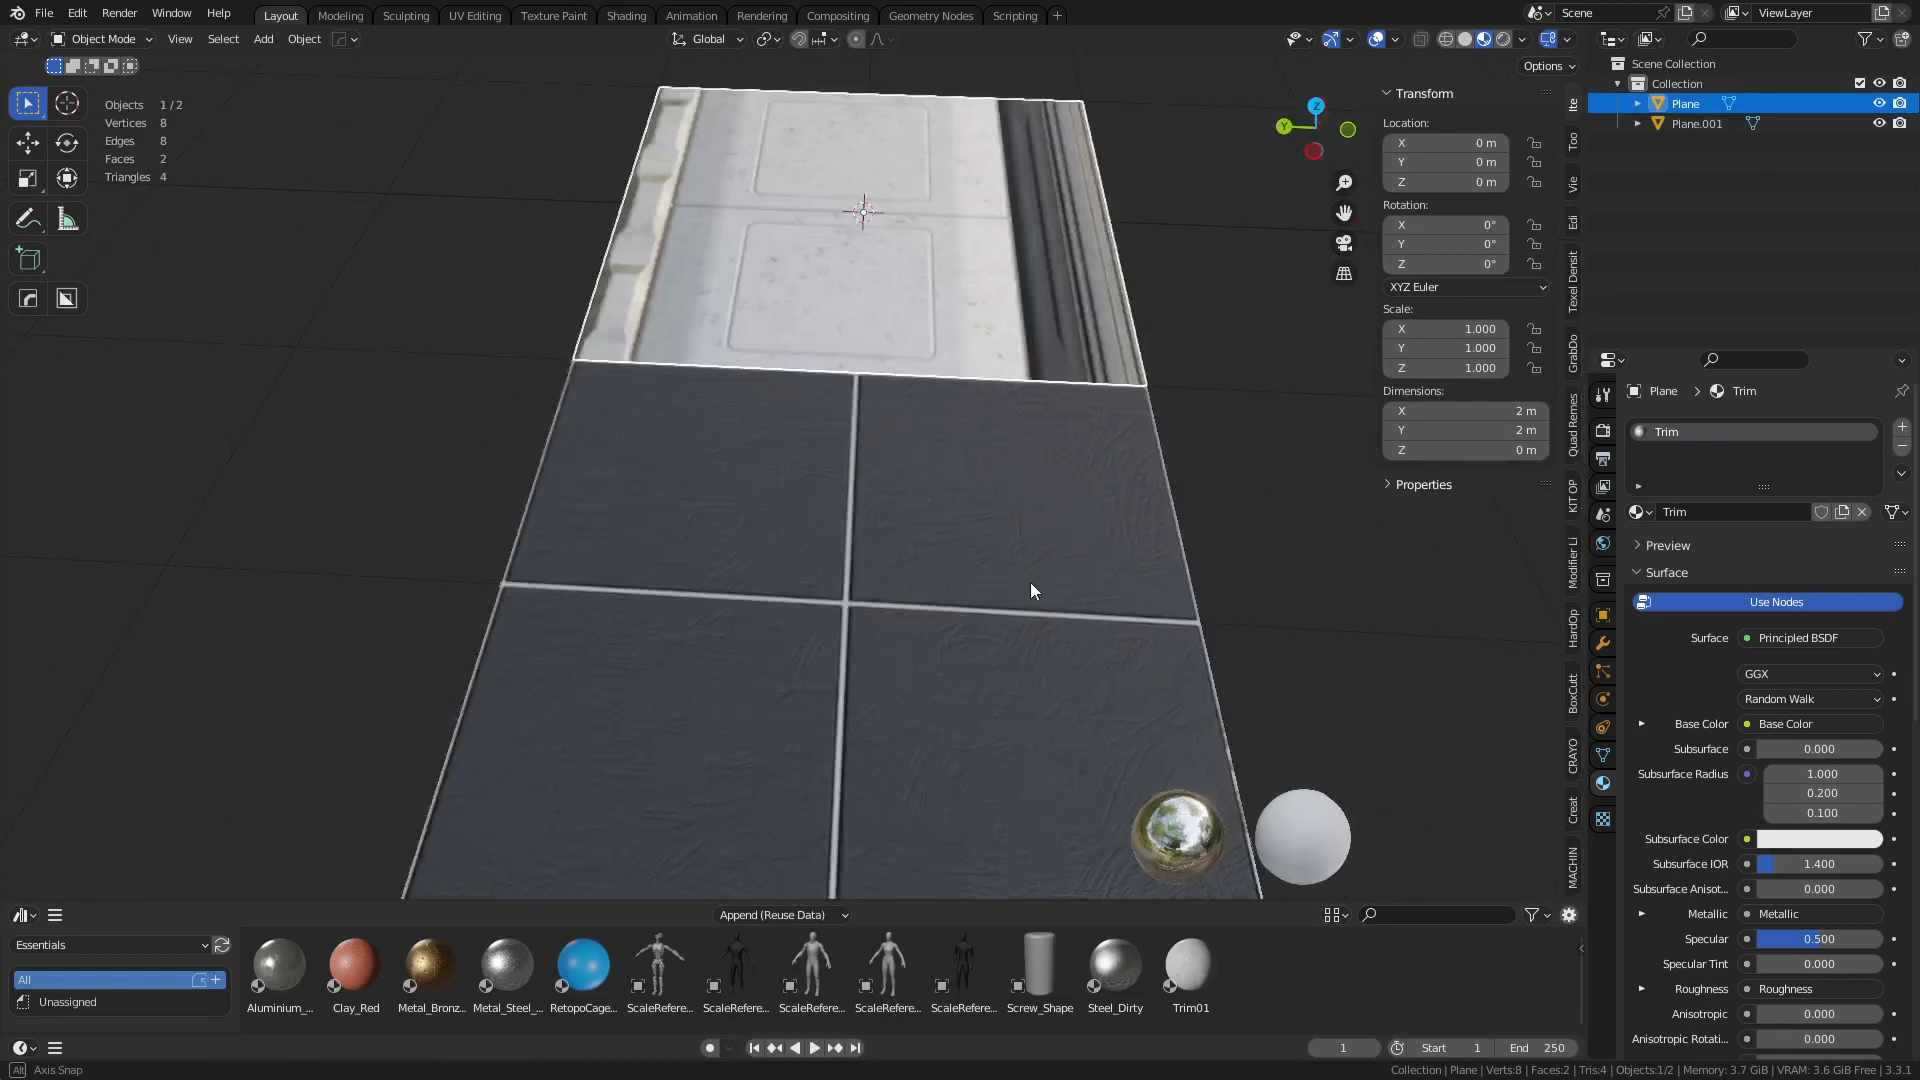 File Edit Render Window Help Layout Modeling Sculpting UV Editing Texture Paint Shading Animation Rendering Compositing Geometry Nodes Scripting + Scene ViewLayer
Object Mode View Select Add Object Global
Options
Objects 1 / 2
Vertices 8
Edges 8
Faces 2
Triangles 4
Z
Y
Transform
Location:
X 0 m
Y 0 m
Z 0 m
Rotation:
X 0°
Y 0°
Z 0°
XYZ Euler
Scale:
X 1.000
Y 1.000
Z 1.000
Dimensions:
X 2 m
Y 2 m
Z 0 m
Properties
Ite
Too
Vie
Edi
Texel Densit
GrabDo
Quad Remes
KIT OP
Modifier Li
HardOp
BoxCutt
CRAYO
Creat
MACHIN
Scene Collection
Collection
Plane
Plane.001
Plane > Trim
Trim
Trim
Preview
Surface
Use Nodes
Surface Principled BSDF
GGX
Random Walk
Base Color Base Color
Subsurface 0.000
Subsurface Radius 1.000
0.200
0.100
Subsurface Color
Subsurface IOR 1.400
Subsurface Anisot... 0.000
Metallic Metallic
Specular 0.500
Specular Tint 0.000
Roughness Roughness
Anisotropic 0.000
Anisotropic Rotati... 0.000
Append (Reuse Data)
Essentials
All
Unassigned
Aluminium_... Clay_Red Metal_Bronz... Metal_Steel_... RetopoCage... ScaleRefere... ScaleRefere... ScaleRefere... ScaleRefere... ScaleRefere... Screw_Shape Steel_Dirty Trim01
1 Start 1 End 250
Alt Axis Snap
Collection | Plane | Verts:8 | Faces:2 | Tris:4 | Objects:1/2 | Memory: 3.7 GiB | VRAM: 3.6 GiB Free | 3.3.1